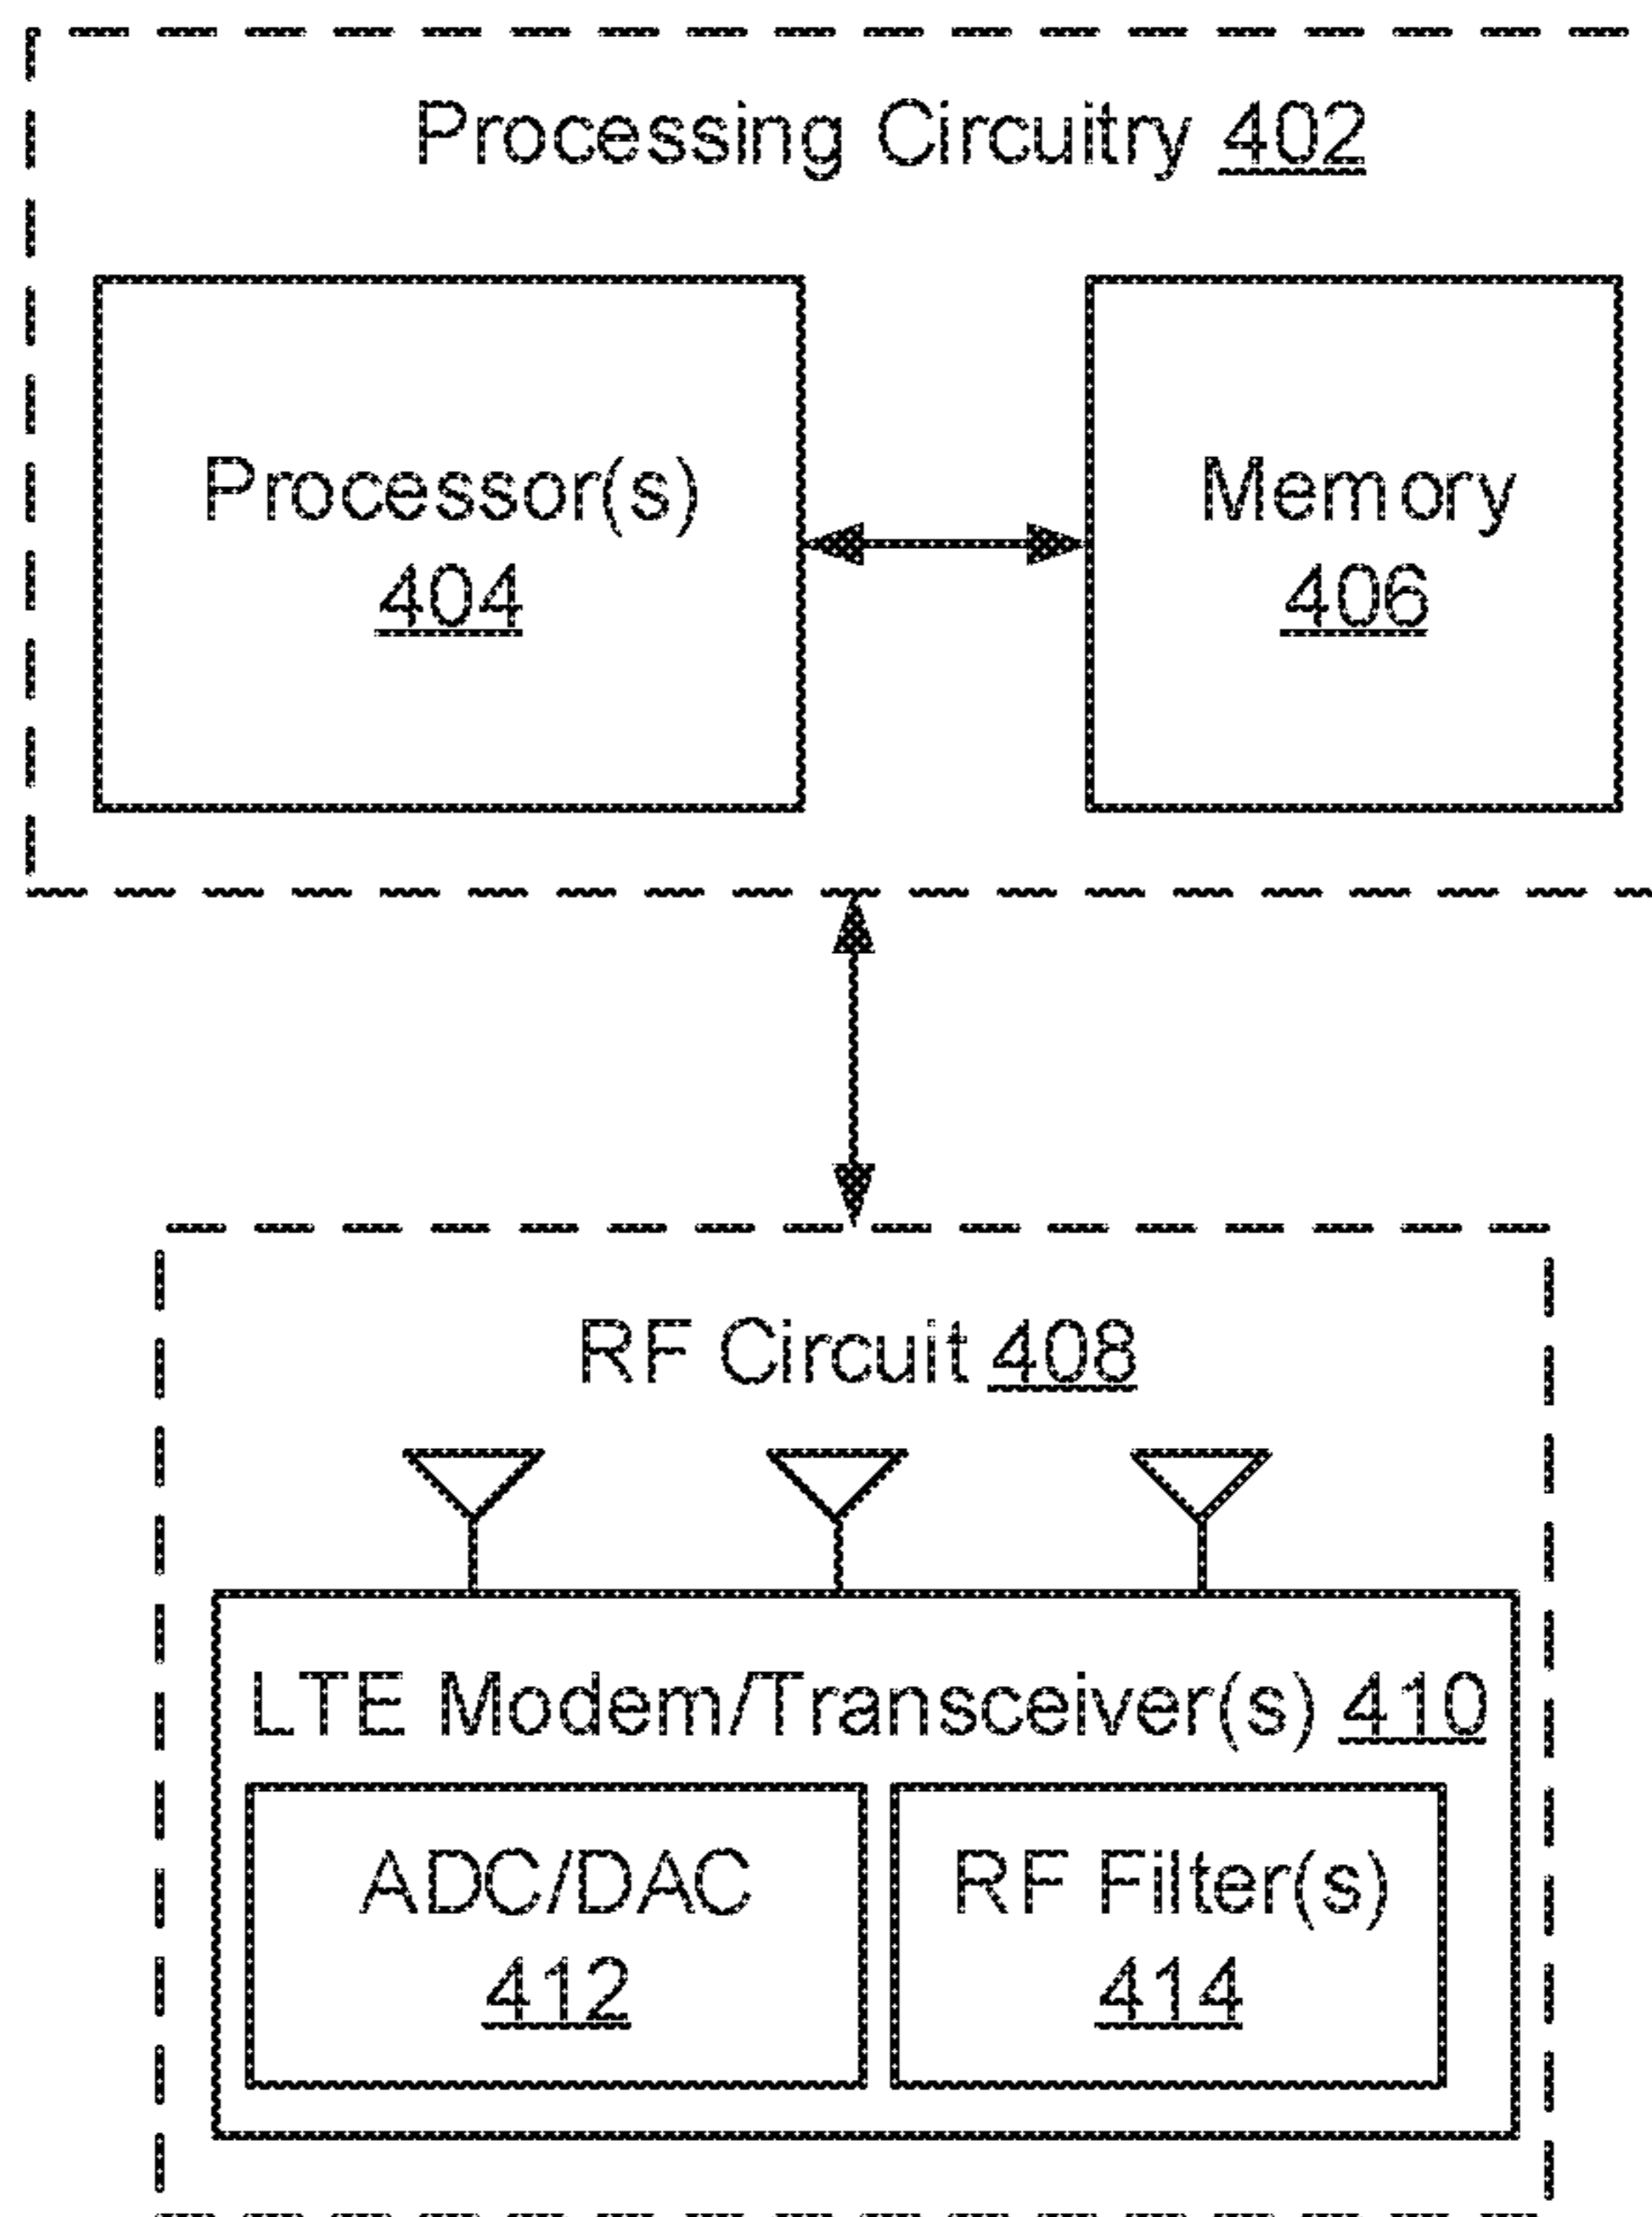 Processing Circuitry 402
Processor(s)
404
Memory
406
RF Circuit 408
LTE Modem/Transceiver(s) 410
ADC/DAC
412
RF Filter(s)
414